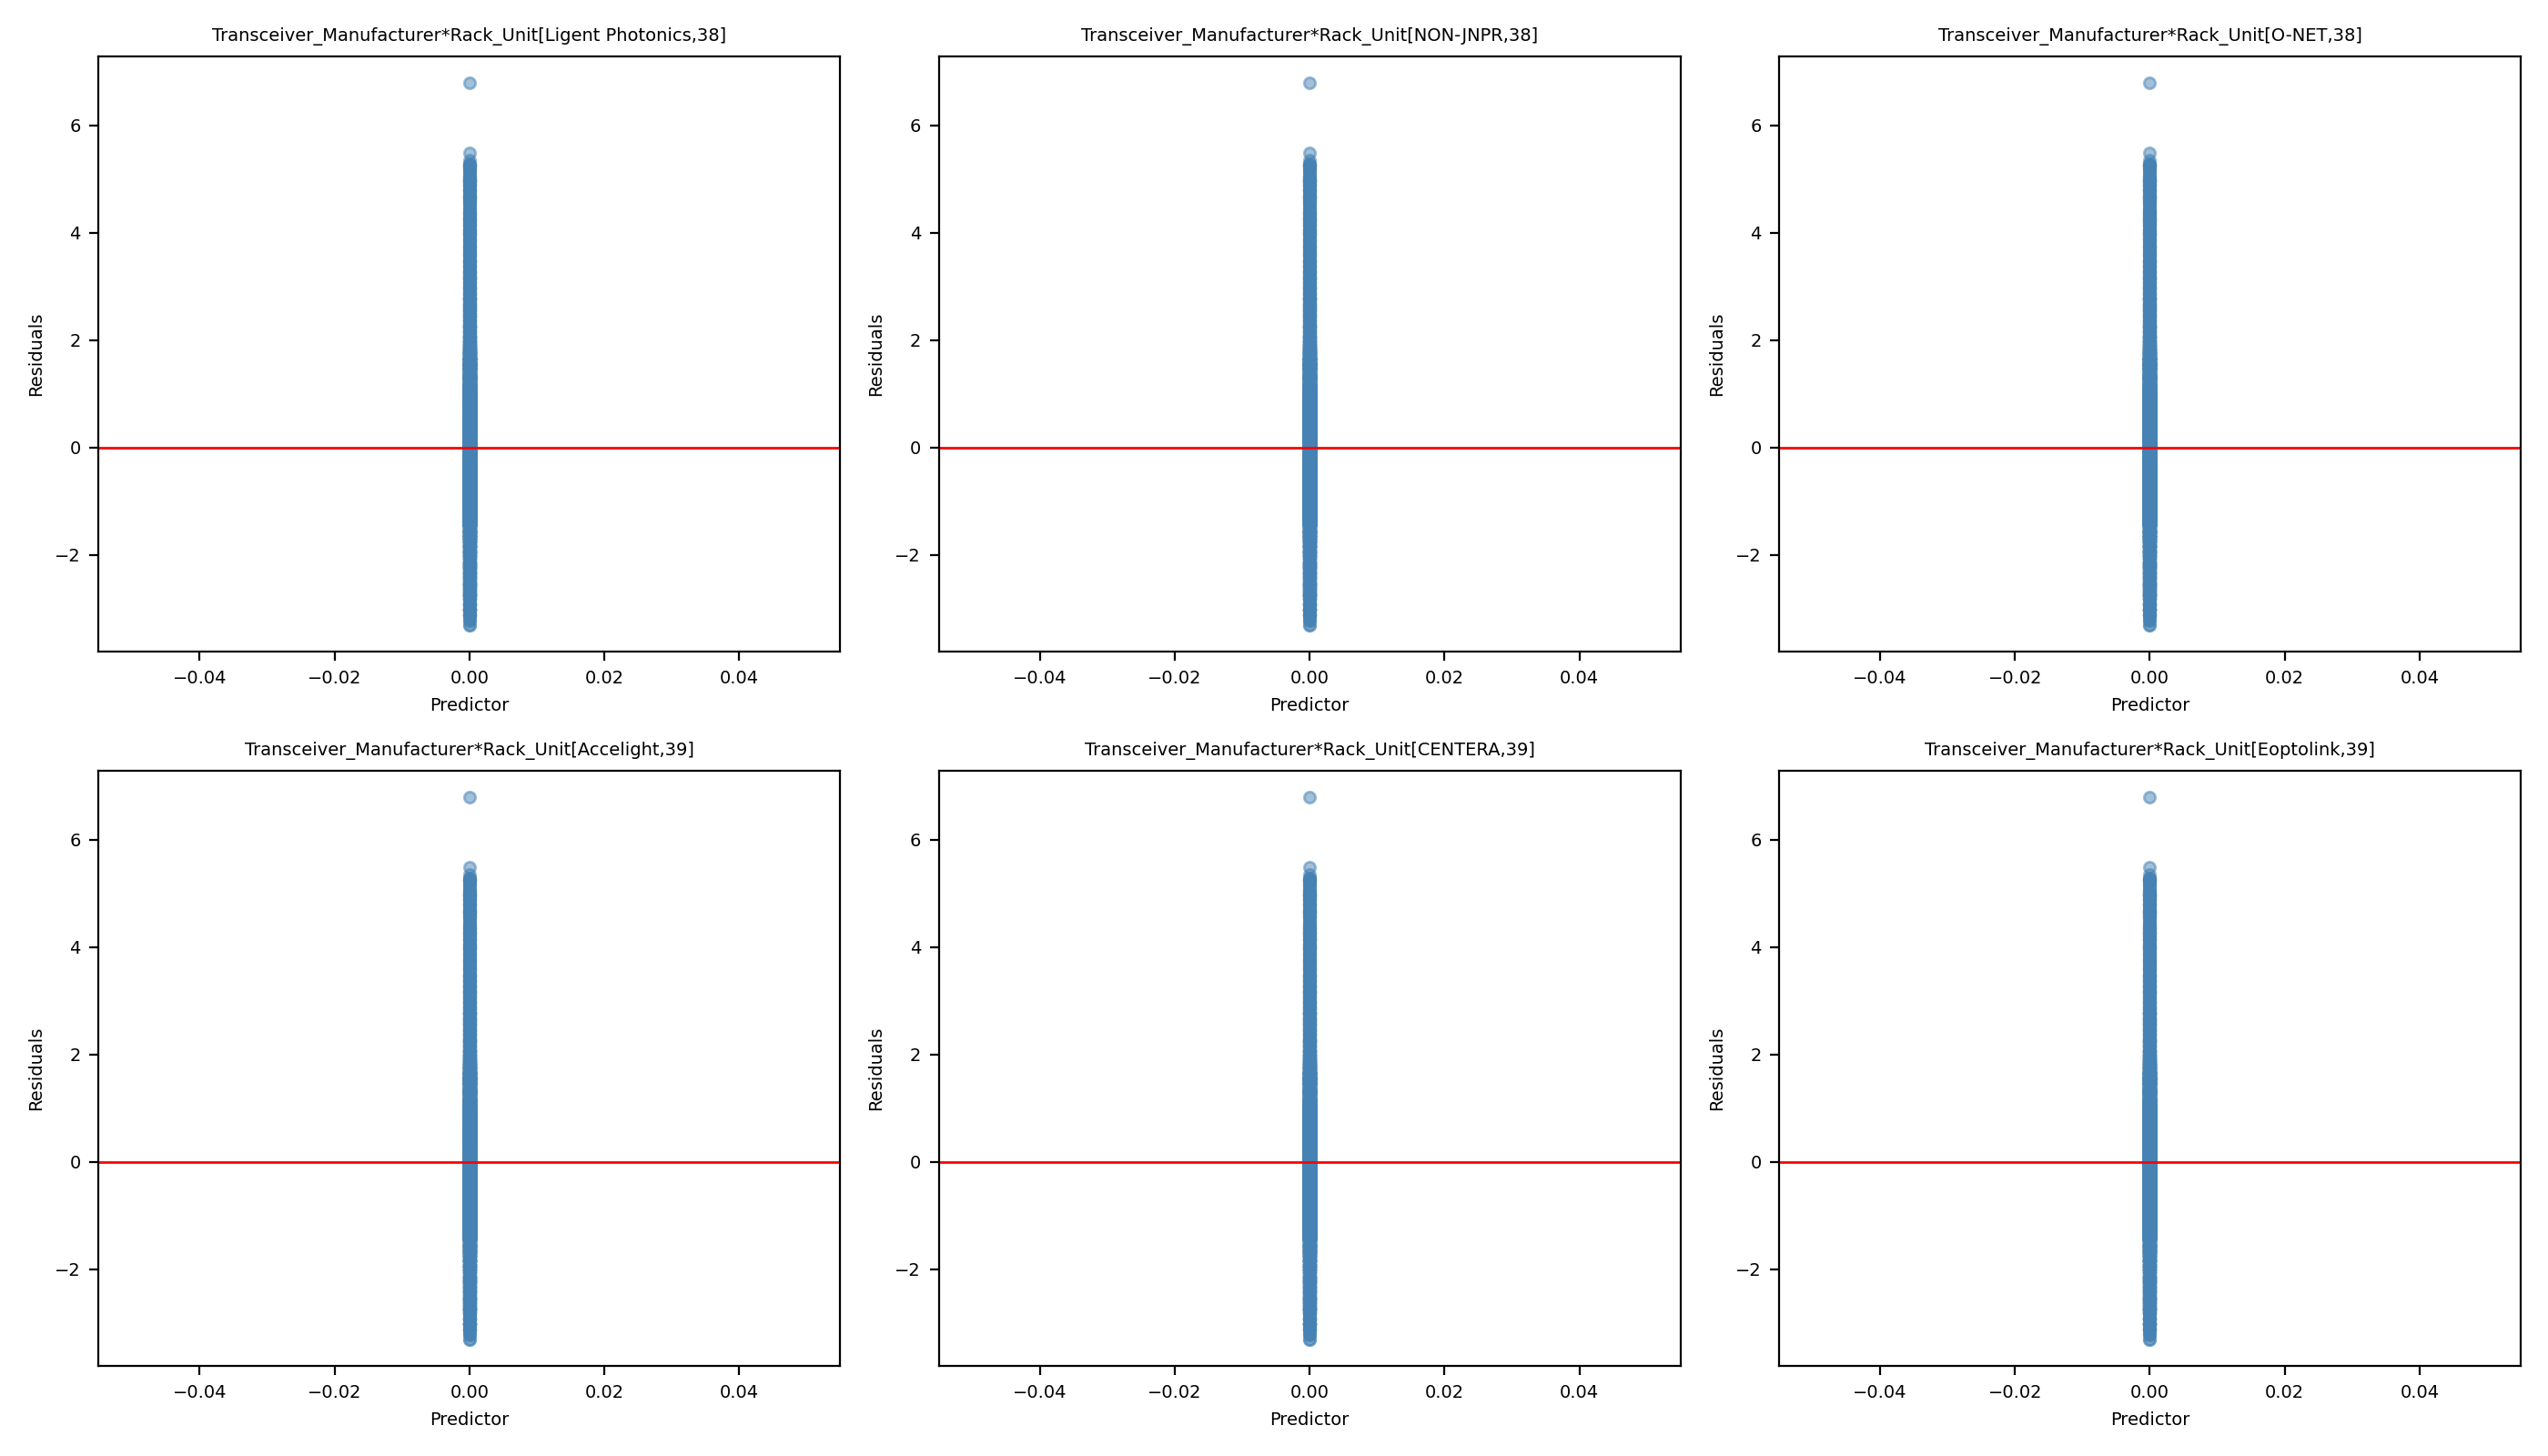 Transceiver_Manufacturer*Rack_Unit[Ligent Photonics,38]
6
4
2
0
−2
Residuals
−0.04 −0.02 0.00 0.02 0.04
Predictor
Transceiver_Manufacturer*Rack_Unit[NON-JNPR,38]
6
4
2
0
−2
Residuals
−0.04 −0.02 0.00 0.02 0.04
Predictor
Transceiver_Manufacturer*Rack_Unit[O-NET,38]
6
4
2
0
−2
Residuals
−0.04 −0.02 0.00 0.02 0.04
Predictor
Transceiver_Manufacturer*Rack_Unit[Accelight,39]
6
4
2
0
−2
Residuals
−0.04 −0.02 0.00 0.02 0.04
Predictor
Transceiver_Manufacturer*Rack_Unit[CENTERA,39]
6
4
2
0
−2
Residuals
−0.04 −0.02 0.00 0.02 0.04
Predictor
Transceiver_Manufacturer*Rack_Unit[Eoptolink,39]
6
4
2
0
−2
Residuals
−0.04 −0.02 0.00 0.02 0.04
Predictor